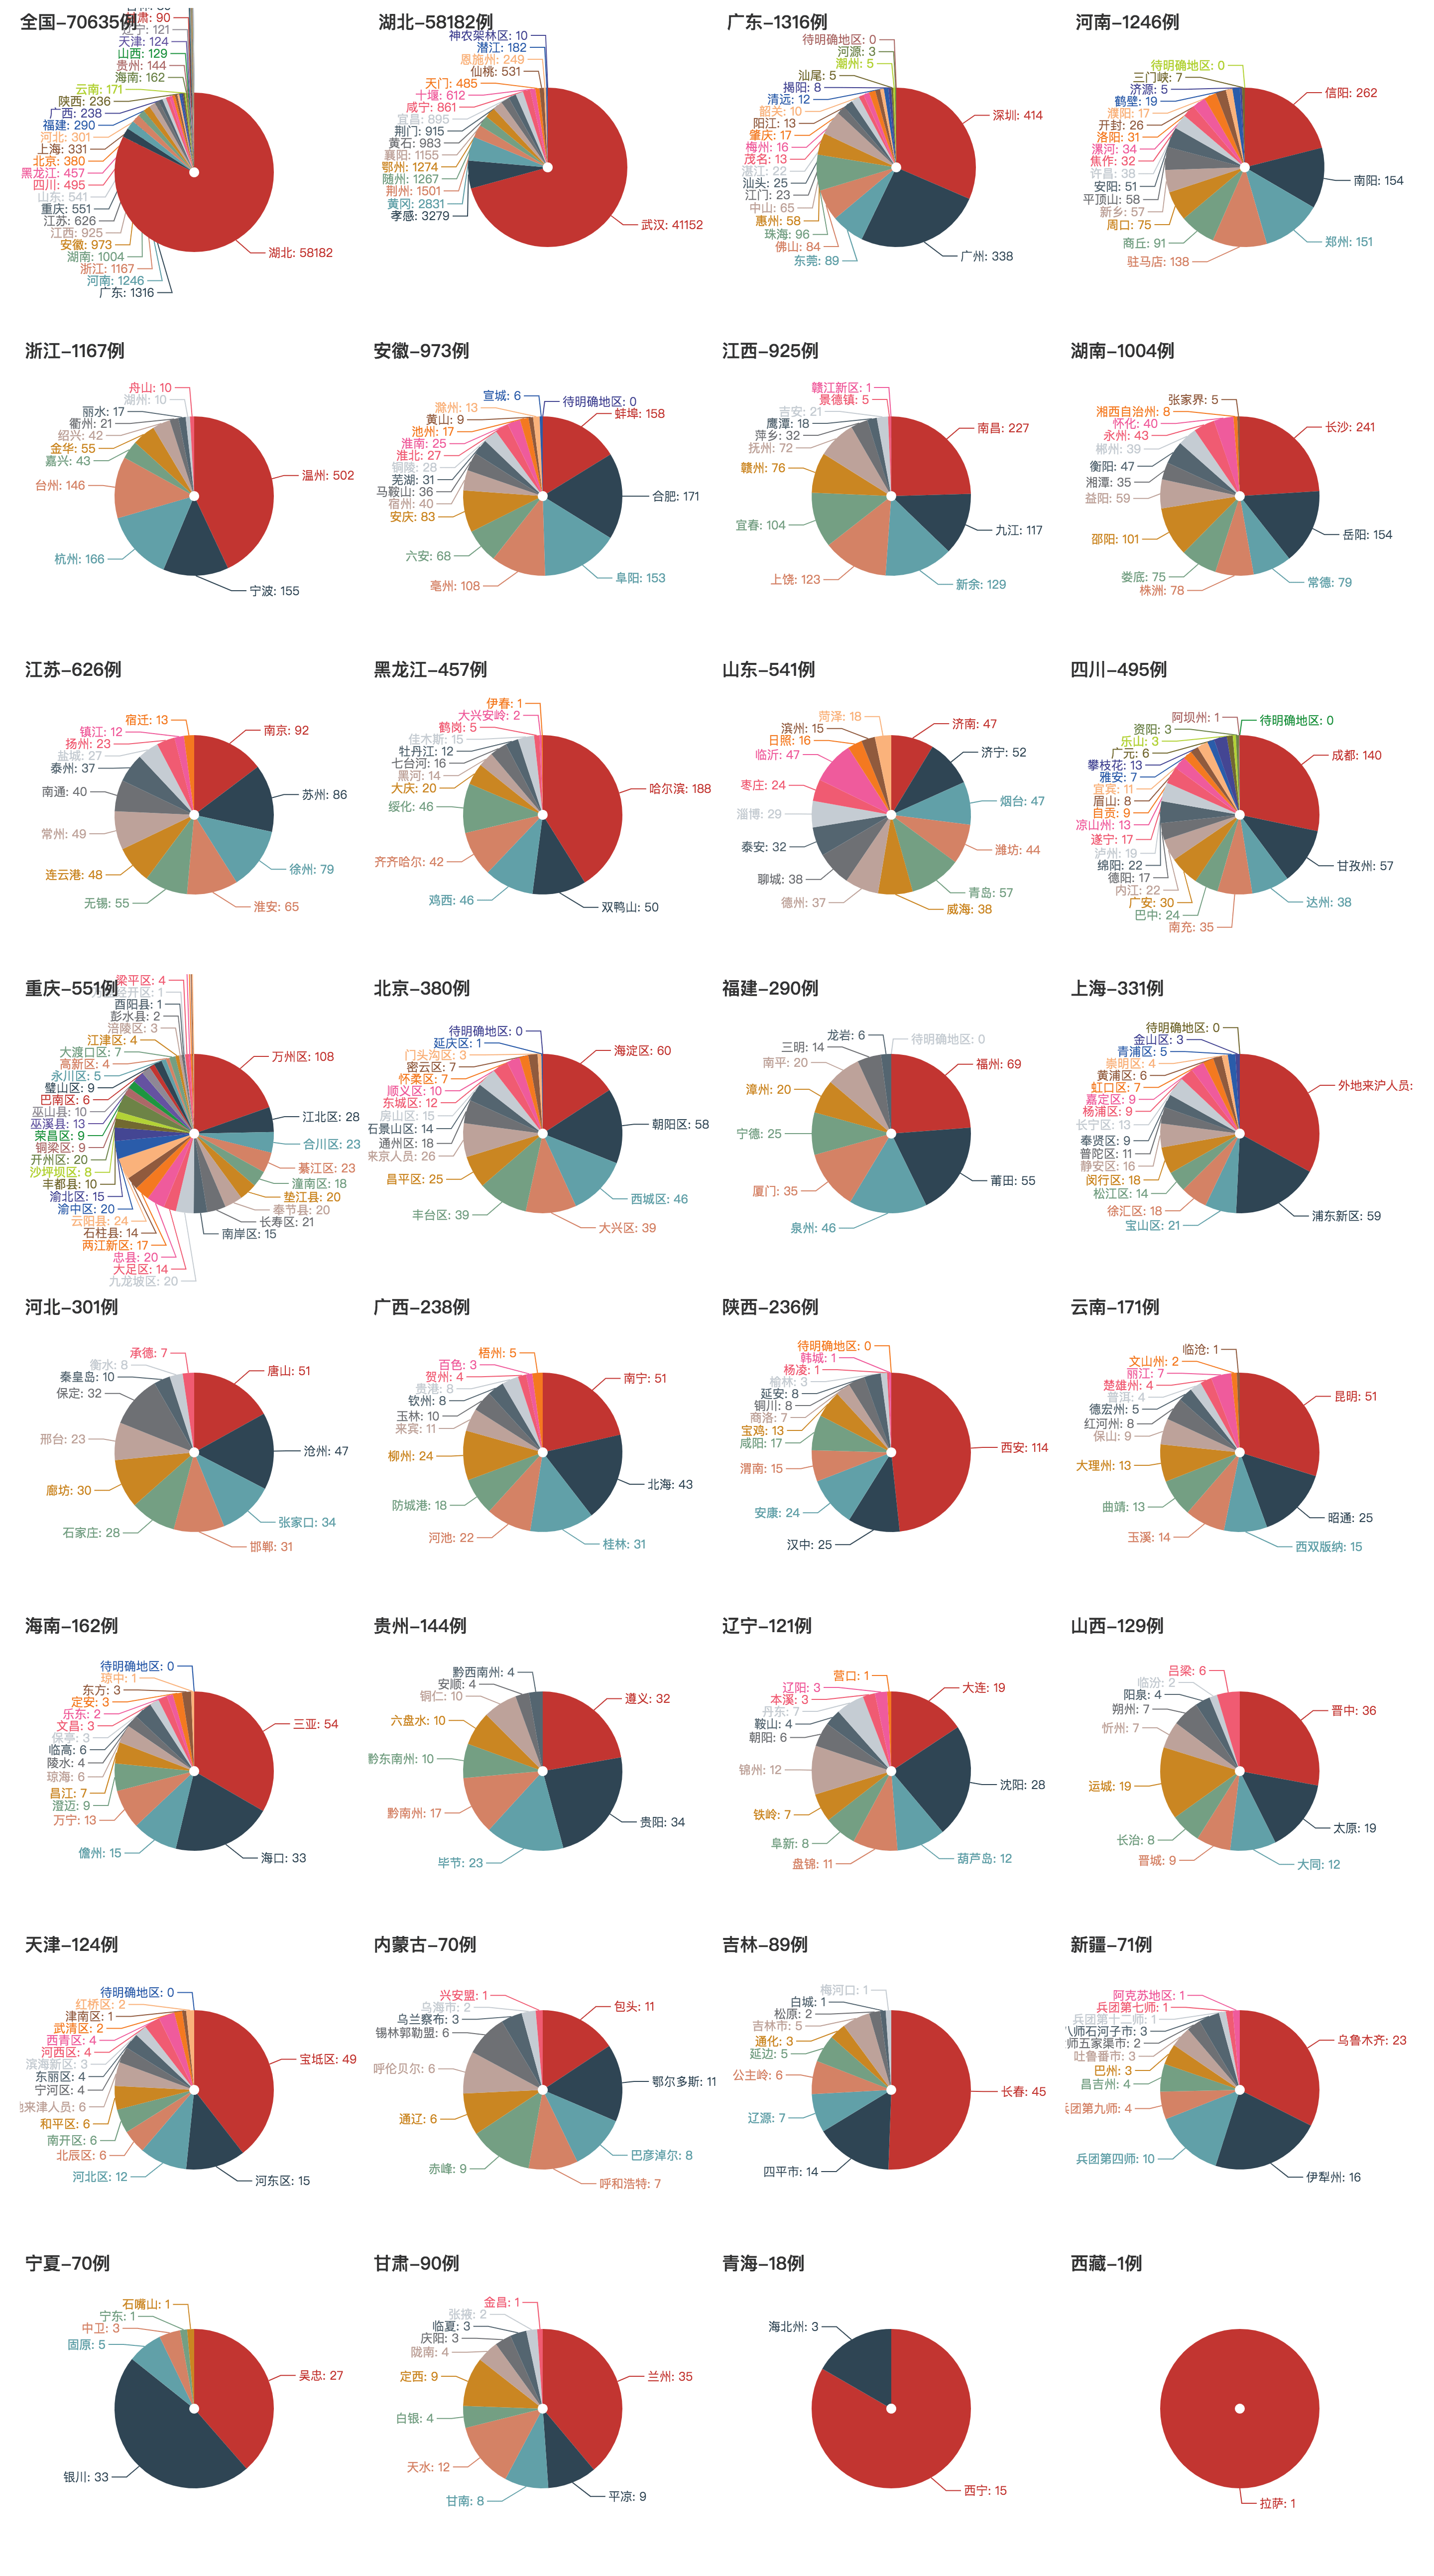 全国-70635例
甘肃: 90
辽宁: 121
天津: 124
山西: 129
贵州: 144
海南: 162
云南: 171
陕西: 236
广西: 238
福建: 290
河北: 301
上海: 331
北京: 380
黑龙江: 457
四川: 495
山东: 541
重庆: 551
江苏: 626
江西: 925
安徽: 973
湖南: 1004
浙江: 1167
河南: 1246
广东: 1316
湖北: 58182
湖北-58182例
神农架林区: 10
潜江: 182
恩施州: 249
仙桃: 531
天门: 485
十堰: 612
咸宁: 861
宜昌: 895
荆门: 915
黄石: 983
襄阳: 1155
鄂州: 1274
随州: 1267
荆州: 1501
黄冈: 2831
孝感: 3279
武汉: 41152
广东-1316例
待明确地区: 0
河源: 3
潮州: 5
汕尾: 5
揭阳: 8
清远: 12
韶关: 10
阳江: 13
肇庆: 17
梅州: 16
茂名: 13
湛江: 22
汕头: 25
江门: 23
中山: 65
惠州: 58
珠海: 96
佛山: 84
东莞: 89
深圳: 414
广州: 338
河南-1246例
待明确地区: 0
三门峡: 7
济源: 5
鹤壁: 19
濮阳: 17
开封: 26
洛阳: 31
漯河: 34
焦作: 32
许昌: 38
安阳: 51
平顶山: 58
新乡: 57
周口: 75
商丘: 91
驻马店: 138
信阳: 262
南阳: 154
郑州: 151
浙江-1167例
舟山: 10
湖州: 10
丽水: 17
衢州: 21
绍兴: 42
金华: 55
嘉兴: 43
台州: 146
杭州: 166
温州: 502
宁波: 155
安徽-973例
宣城: 6
待明确地区: 0
滁州: 13
黄山: 9
池州: 17
淮南: 25
淮北: 27
铜陵: 28
芜湖: 31
马鞍山: 36
宿州: 40
安庆: 83
六安: 68
亳州: 108
蚌埠: 158
合肥: 171
阜阳: 153
江西-925例
赣江新区: 1
景德镇: 5
吉安: 21
鹰潭: 18
萍乡: 32
抚州: 72
赣州: 76
宜春: 104
上饶: 123
南昌: 227
九江: 117
新余: 129
湖南-1004例
张家界: 5
湘西自治州: 8
怀化: 40
永州: 43
郴州: 39
衡阳: 47
湘潭: 35
益阳: 59
邵阳: 101
娄底: 75
株洲: 78
长沙: 241
岳阳: 154
常德: 79
江苏-626例
宿迁: 13
镇江: 12
扬州: 23
盐城: 27
泰州: 37
南通: 40
常州: 49
连云港: 48
无锡: 55
南京: 92
苏州: 86
徐州: 79
淮安: 65
黑龙江-457例
伊春: 1
大兴安岭: 2
鹤岗: 5
佳木斯: 15
牡丹江: 12
七台河: 16
黑河: 14
大庆: 20
绥化: 46
齐齐哈尔: 42
鸡西: 46
哈尔滨: 188
双鸭山: 50
山东-541例
菏泽: 18
滨州: 15
日照: 16
临沂: 47
枣庄: 24
淄博: 29
泰安: 32
聊城: 38
德州: 37
济南: 47
济宁: 52
烟台: 47
潍坊: 44
青岛: 57
威海: 38
四川-495例
阿坝州: 1
待明确地区: 0
资阳: 3
乐山: 3
广元: 6
攀枝花: 13
雅安: 7
宜宾: 11
眉山: 8
自贡: 9
凉山州: 13
遂宁: 17
泸州: 19
绵阳: 22
德阳: 17
内江: 22
广安: 30
巴中: 24
南充: 35
成都: 140
甘孜州: 57
达州: 38
重庆-551例
梁平区: 4
经开区: 1
酉阳县: 1
彭水县: 2
涪陵区: 3
江津区: 4
大渡口区: 7
高新区: 4
永川区: 5
璧山区: 9
巴南区: 6
巫山县: 10
巫溪县: 13
荣昌区: 9
铜梁区: 9
开州区: 20
沙坪坝区: 8
丰都县: 10
渝北区: 15
渝中区: 20
云阳县: 24
石柱县: 14
两江新区: 17
忠县: 20
大足区: 14
九龙坡区: 20
万州区: 108
江北区: 28
合川区: 23
綦江区: 23
潼南区: 18
垫江县: 20
奉节县: 20
长寿区: 21
南岸区: 15
北京-380例
待明确地区: 0
延庆区: 1
门头沟区: 3
密云区: 7
怀柔区: 7
顺义区: 10
东城区: 12
房山区: 15
石景山区: 14
通州区: 18
来京人员: 26
昌平区: 25
丰台区: 39
海淀区: 60
朝阳区: 58
西城区: 46
大兴区: 39
福建-290例
龙岩: 6
待明确地区: 0
三明: 14
南平: 20
漳州: 20
宁德: 25
厦门: 35
泉州: 46
福州: 69
莆田: 55
上海-331例
待明确地区: 0
金山区: 3
青浦区: 5
崇明区: 4
黄浦区: 6
虹口区: 7
嘉定区: 9
杨浦区: 9
长宁区: 13
奉贤区: 9
普陀区: 11
静安区: 16
闵行区: 18
松江区: 14
徐汇区: 18
宝山区: 21
外地来沪人员:
浦东新区: 59
河北-301例
承德: 7
衡水: 8
秦皇岛: 10
保定: 32
邢台: 23
廊坊: 30
石家庄: 28
唐山: 51
沧州: 47
张家口: 34
邯郸: 31
广西-238例
梧州: 5
百色: 3
贺州: 4
贵港: 8
钦州: 8
玉林: 10
来宾: 11
柳州: 24
防城港: 18
河池: 22
南宁: 51
北海: 43
桂林: 31
陕西-236例
待明确地区: 0
韩城: 1
杨凌: 1
榆林: 3
延安: 8
铜川: 8
商洛: 7
宝鸡: 13
咸阳: 17
渭南: 15
安康: 24
汉中: 25
西安: 114
云南-171例
临沧: 1
文山州: 2
丽江: 7
楚雄州: 4
普洱: 4
德宏州: 5
红河州: 8
保山: 9
大理州: 13
曲靖: 13
玉溪: 14
昆明: 51
昭通: 25
西双版纳: 15
海南-162例
待明确地区: 0
琼中: 1
东方: 3
定安: 3
乐东: 2
文昌: 3
保亭: 3
临高: 6
陵水: 4
琼海: 6
昌江: 7
澄迈: 9
万宁: 13
儋州: 15
三亚: 54
海口: 33
贵州-144例
黔西南州: 4
安顺: 4
铜仁: 10
六盘水: 10
黔东南州: 10
黔南州: 17
毕节: 23
遵义: 32
贵阳: 34
辽宁-121例
营口: 1
辽阳: 3
本溪: 3
丹东: 7
鞍山: 4
朝阳: 6
锦州: 12
铁岭: 7
阜新: 8
盘锦: 11
大连: 19
沈阳: 28
葫芦岛: 12
山西-129例
吕梁: 6
临汾: 2
阳泉: 4
朔州: 7
忻州: 7
运城: 19
长治: 8
晋城: 9
晋中: 36
太原: 19
大同: 12
天津-124例
待明确地区: 0
红桥区: 2
津南区: 1
武清区: 2
西青区: 4
河西区: 4
滨海新区: 3
东丽区: 4
宁河区: 4
来津人员: 6
和平区: 6
南开区: 6
北辰区: 6
河北区: 12
宝坻区: 49
河东区: 15
内蒙古-70例
兴安盟: 1
乌海市: 2
乌兰察布: 3
锡林郭勒盟: 6
呼伦贝尔: 6
通辽: 6
赤峰: 9
包头: 11
鄂尔多斯: 11
巴彦淖尔: 8
呼和浩特: 7
吉林-89例
梅河口: 1
白城: 1
松原: 2
吉林市: 5
通化: 3
延边: 5
公主岭: 6
辽源: 7
四平市: 14
长春: 45
新疆-71例
阿克苏地区: 1
兵团第七师: 1
兵团第十二师: 1
八师石河子市: 3
师五家渠市: 2
吐鲁番市: 3
巴州: 3
昌吉州: 4
兵团第九师: 4
兵团第四师: 10
乌鲁木齐: 23
伊犁州: 16
宁夏-70例
石嘴山: 1
宁东: 1
中卫: 3
固原: 5
银川: 33
吴忠: 27
甘肃-90例
金昌: 1
张掖: 2
临夏: 3
庆阳: 3
陇南: 4
定西: 9
白银: 4
天水: 12
甘南: 8
兰州: 35
平凉: 9
青海-18例
海北州: 3
西宁: 15
西藏-1例
拉萨: 1